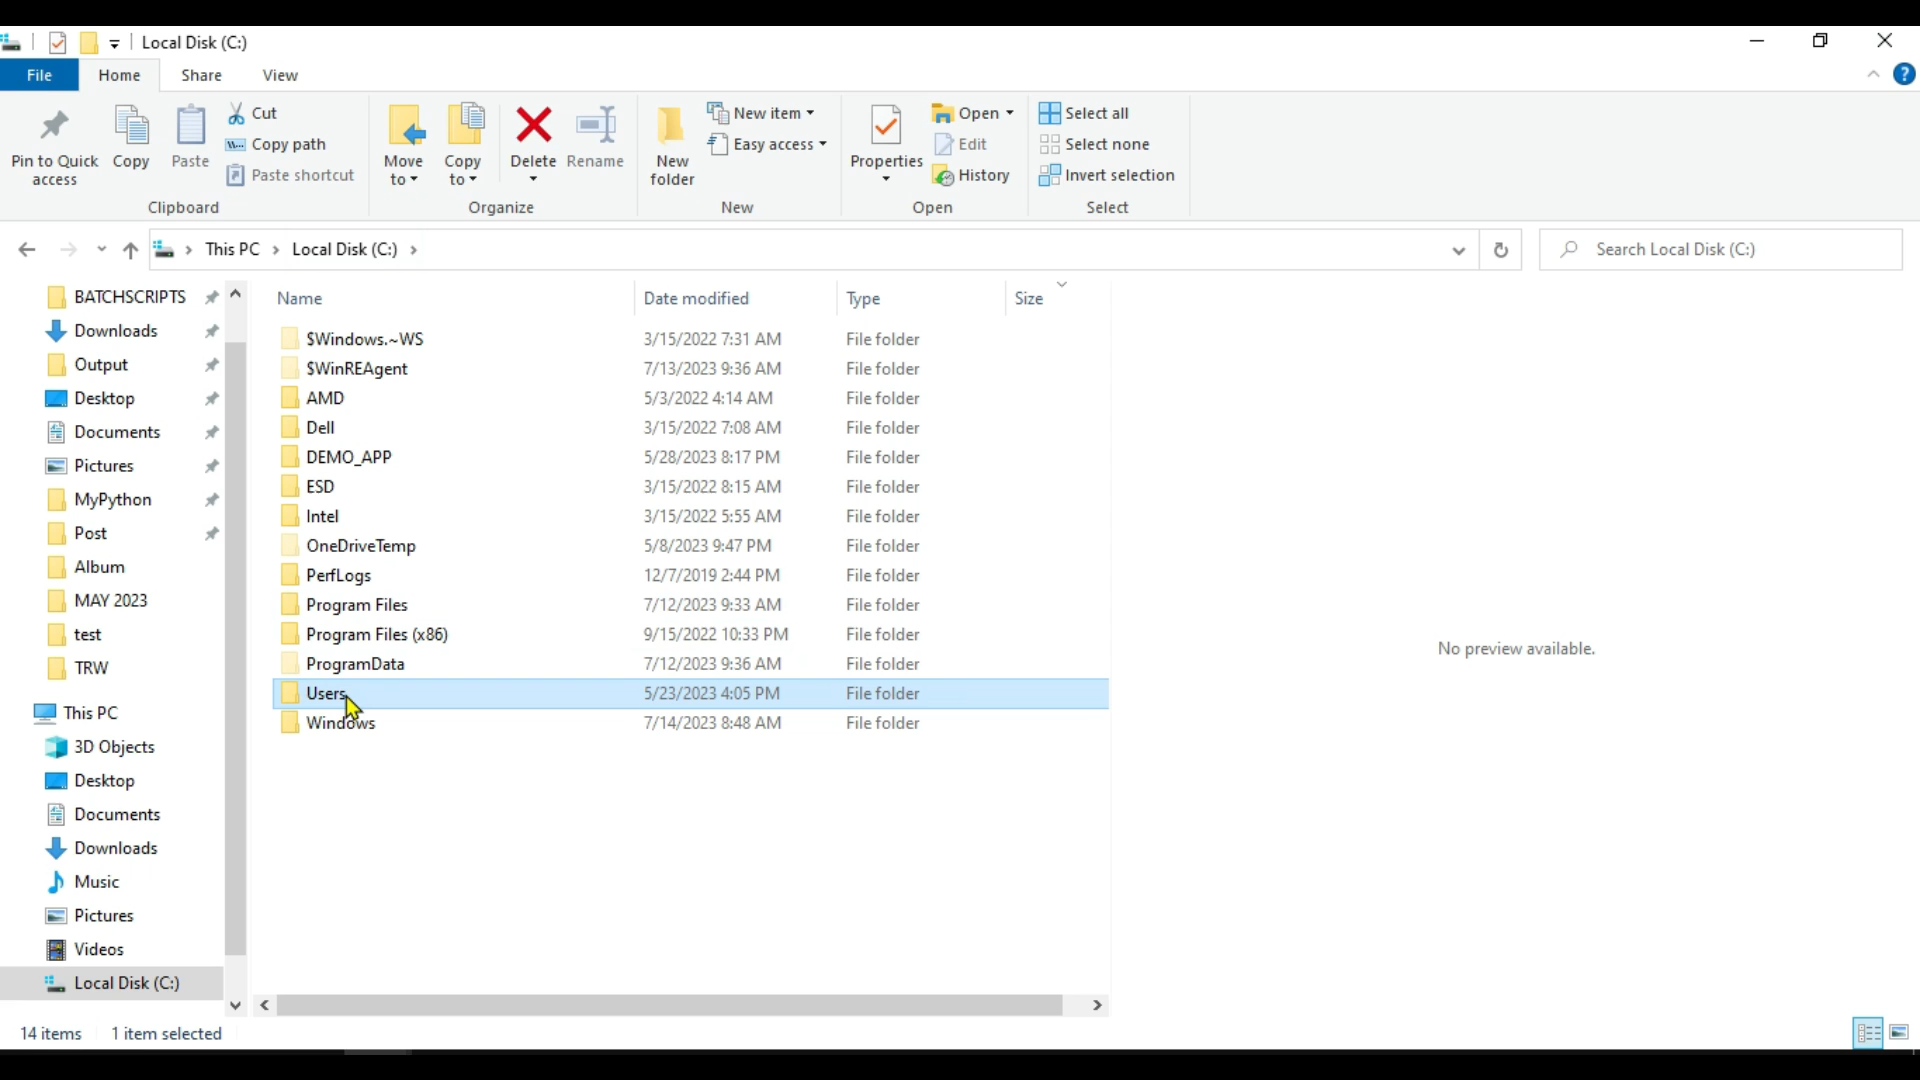 Local Disk (C:)
File Home Share View
Pin to Quick access
Copy
Paste
Cut
Copy path
Paste shortcut
Clipboard
Move to
Copy to
Delete
Rename
Organize
New folder
New item
Easy access
New
Properties
Open
Edit
History
Open
Select all
Select none
Invert selection
Select
This PC › Local Disk (C:) ›
Search Local Disk (C:)
BATCHSCRIPTS
Downloads
Output
Desktop
Documents
Pictures
MyPython
Post
Album
MAY 2023
test
TRW
This PC
3D Objects
Desktop
Documents
Downloads
Music
Pictures
Videos
Local Disk (C:)
Name Date modified Type Size
$Windows.~WS 3/15/2022 7:31 AM File folder
$WinREAgent 7/13/2023 9:36 AM File folder
AMD 5/3/2022 4:14 AM File folder
Dell 3/15/2022 7:08 AM File folder
DEMO_APP 5/28/2023 8:17 PM File folder
ESD 3/15/2022 8:15 AM File folder
Intel 3/15/2022 5:55 AM File folder
OneDriveTemp 5/8/2023 9:47 PM File folder
PerfLogs 12/7/2019 2:44 PM File folder
Program Files 7/12/2023 9:33 AM File folder
Program Files (x86) 9/15/2022 10:33 PM File folder
ProgramData 7/12/2023 9:36 AM File folder
Users 5/23/2023 4:05 PM File folder
Windows 7/14/2023 8:48 AM File folder
No preview available.
14 items 1 item selected